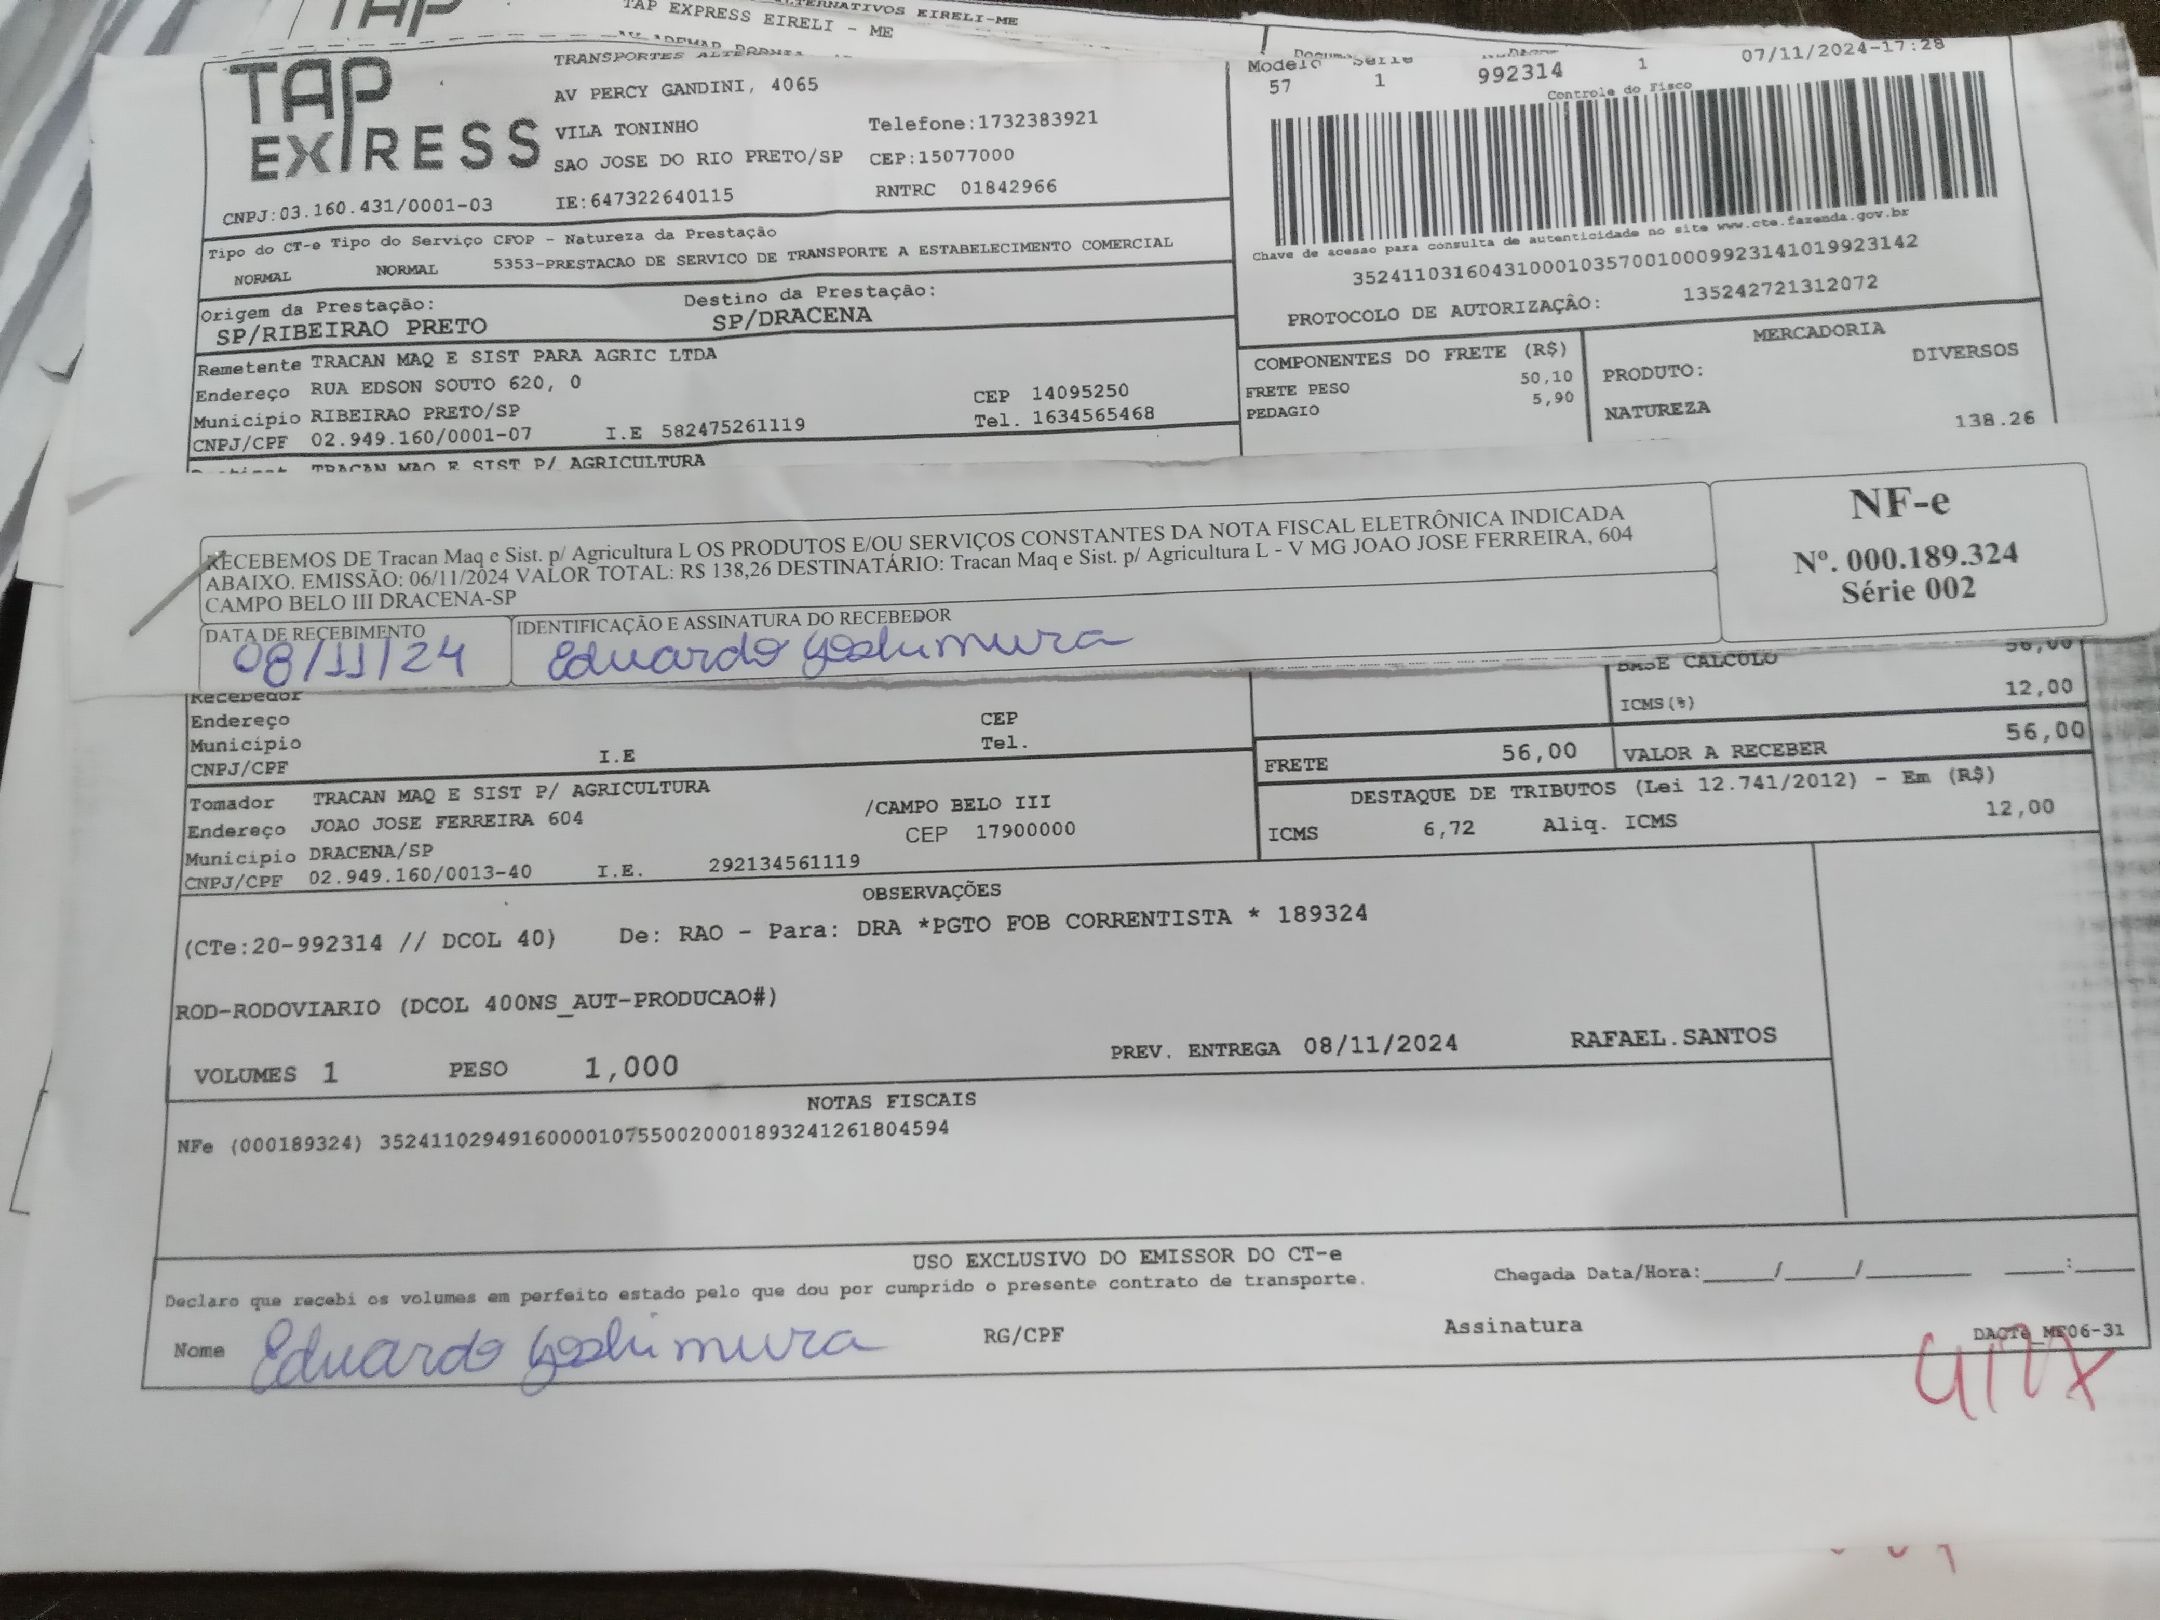 TAP
TERNATIVOS EIRELI-ME
TAP EXPRESS EIRELI - ME
TAP EXPRESS
TRANSPORTES
AV PERCY GANDINI, 4065
VILA TONINHO
Telefone:1732383921
SAO JOSE DO RIO PRETO/SP CEP:15077000
CNPJ:03.160.431/0001-03 IE:647322640115 RNTRC 01842966
Modelo Série
57 1 992314 1 07/11/2024-17:28
Controle do Fisco
Chave de acesso para consulta de autenticidade no site www.cte.fazenda.gov.br
35241103160431000103570010009923141019923142
PROTOCOLO DE AUTORIZAÇÃO: 135242721312072
Tipo do CT-e Tipo do Serviço CFOP - Natureza da Prestação
NORMAL NORMAL 5353-PRESTACAO DE SERVICO DE TRANSPORTE A ESTABELECIMENTO COMERCIAL
Origem da Prestação: Destino da Prestação:
SP/RIBEIRAO PRETO SP/DRACENA
Remetente TRACAN MAQ E SIST PARA AGRIC LTDA
Endereço RUA EDSON SOUTO 620, 0 CEP 14095250
Município RIBEIRAO PRETO/SP Tel. 1634565468
CNPJ/CPF 02.949.160/0001-07 I.E 582475261119
TRACAN MAQ E SIST P/ AGRICULTURA
COMPONENTES DO FRETE (R$)
FRETE PESO 50,10
PEDAGIO 5,90
MERCADORIA
PRODUTO: DIVERSOS
NATUREZA
138.26
RECEBEMOS DE Tracan Maq e Sist. p/ Agricultura L OS PRODUTOS E/OU SERVIÇOS CONSTANTES DA NOTA FISCAL ELETRÔNICA INDICADA
ABAIXO. EMISSÃO: 06/11/2024 VALOR TOTAL: R$ 138,26 DESTINATÁRIO: Tracan Maq e Sist. p/ Agricultura L - V MG JOAO JOSE FERREIRA, 604
CAMPO BELO III DRACENA-SP
DATA DE RECEBIMENTO IDENTIFICAÇÃO E ASSINATURA DO RECEBEDOR
08/11/24 Eduardo Yoshimura
NF-e
Nº. 000.189.324
Série 002
Recebedor
Endereço CEP
Município Tel.
CNPJ/CPF I.E
BASE CALCULO 56,00
ICMS(%) 12,00
FRETE 56,00 VALOR A RECEBER 56,00
DESTAQUE DE TRIBUTOS (Lei 12.741/2012) - Em (R$)
ICMS 6,72 Aliq. ICMS 12,00
Tomador TRACAN MAQ E SIST P/ AGRICULTURA
Endereço JOAO JOSE FERREIRA 604 /CAMPO BELO III
Município DRACENA/SP CEP 17900000
CNPJ/CPF 02.949.160/0013-40 I.E. 292134561119
OBSERVAÇÕES
(CTe:20-992314 // DCOL 40) De: RAO - Para: DRA *PGTO FOB CORRENTISTA * 189324
ROD-RODOVIARIO (DCOL 400NS_AUT-PRODUCAO#)
VOLUMES 1 PESO 1,000 PREV. ENTREGA 08/11/2024 RAFAEL.SANTOS
NOTAS FISCAIS
NFe (000189324) 35241102949160000107550020001893241261804594
USO EXCLUSIVO DO EMISSOR DO CT-e
Declaro que recebi os volumes em perfeito estado pelo que dou por cumprido o presente contrato de transporte. Chegada Data/Hora:_____/_____/________ ____:____
Nome Eduardo Yoshimura RG/CPF Assinatura
DACTe_ME06-31